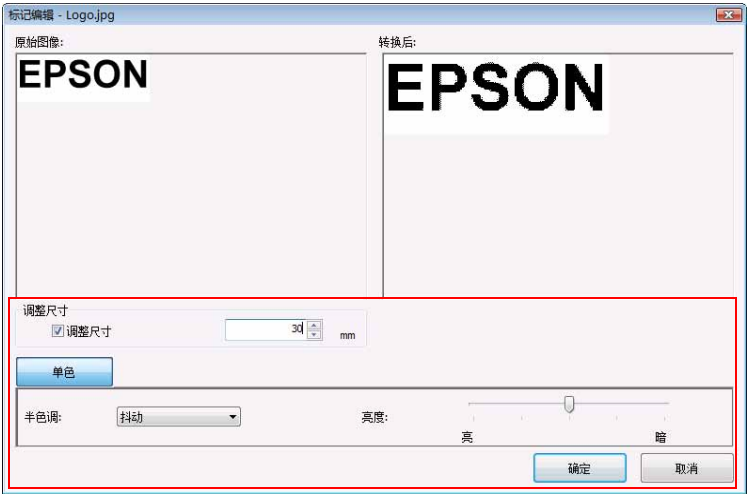 标记编辑 - Logo.jpg
原始图像:
转换后:
EPSON
EPSON
调整尺寸
调整尺寸
30
mm
单色
半色调:
抖动
亮度:
亮
暗
确定
取消